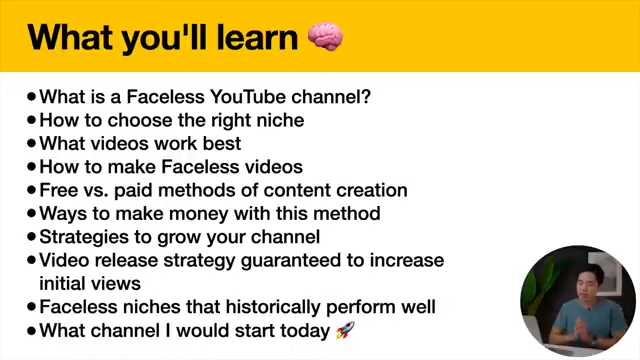 What you'll learn 🧠
• What is a Faceless YouTube channel?
• How to choose the right niche
• What videos work best
• How to make Faceless videos
• Free vs. paid methods of content creation
• Ways to make money with this method
• Strategies to grow your channel
• Video release strategy guaranteed to increase
initial views
• Faceless niches that historically perform well
• What channel I would start today 🚀